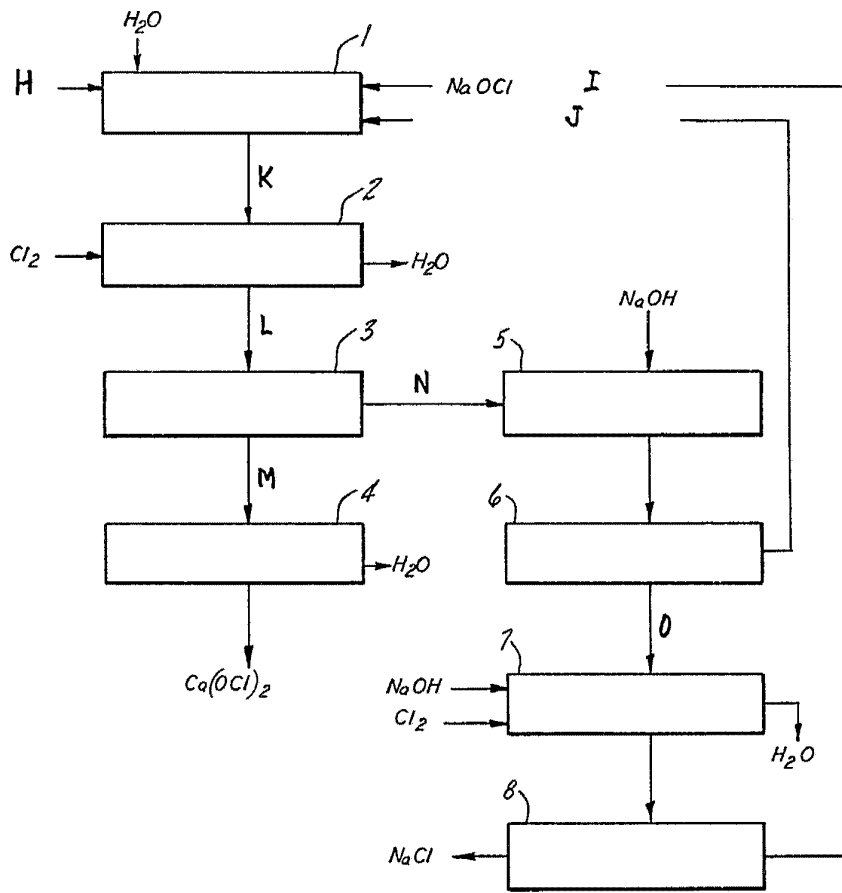 H₂O
1
H
NaOCl
I
J
K
2
Cl₂
H₂O
L
NaOH
3
5
N
M
4
6
H₂O
O
7
Ca(OCl)₂
NaOH
Cl₂
H₂O
8
NaCl